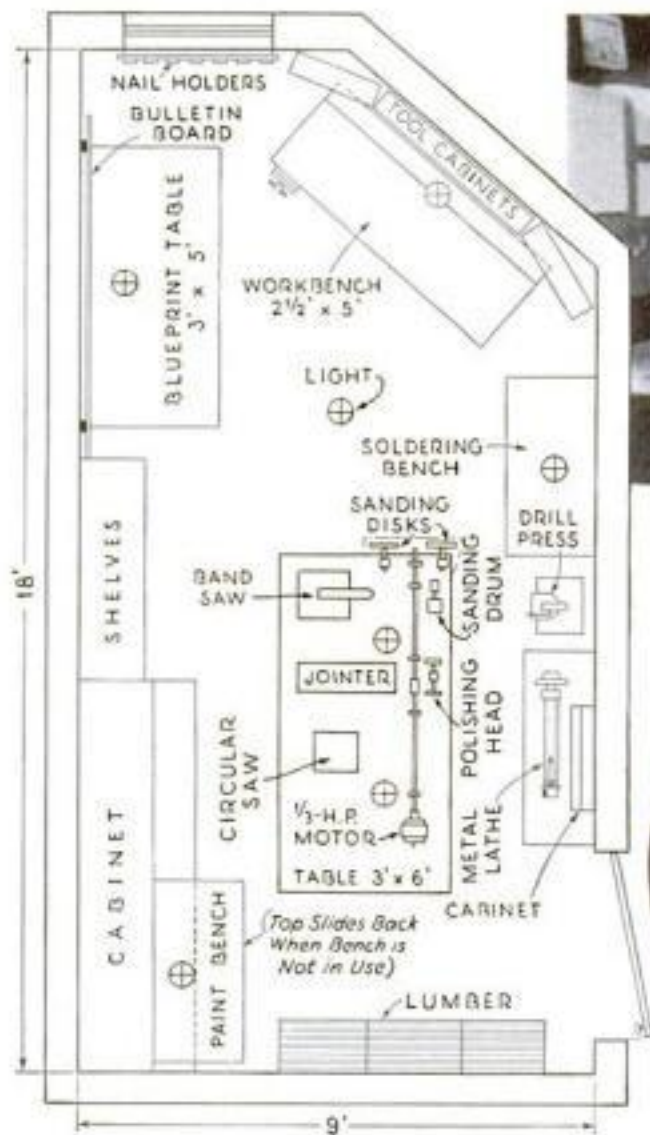 NAIL HOLDERS
BULLETIN
BOARD
TOOL CABINETS
BLUEPRINT TABLE
3' x 5'
WORKBENCH
2½' x 5'
LIGHT
SOLDERING
BENCH
SANDING
DISKS
DRILL
PRESS
18'
SHELVES
BAND
SAW
SANDING
DRUM
JOINTER
POLISHING
HEAD
CIRCULAR
SAW
METAL
LATHE
⅓-H.P.
MOTOR
CABINET
TABLE 3' x 6'
CABINET
PAINT BENCH
(Top Slides Back
When Bench is
Not in Use)
LUMBER
9'